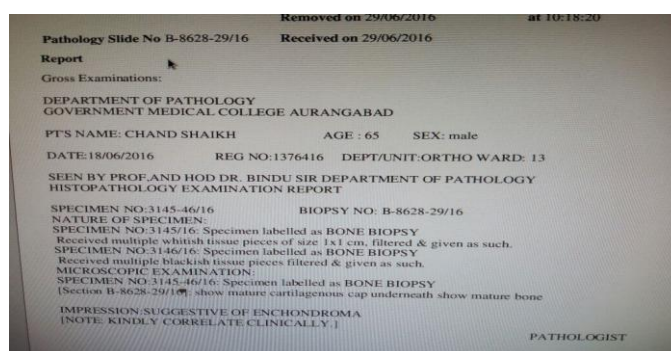 Removed on 29/06/2016 at 10:18:20
Pathology Slide No B-8628-29/16 Received on 29/06/2016
Report
Gross Examinations:
DEPARTMENT OF PATHOLOGY
GOVERNMENT MEDICAL COLLEGE AURANGABAD
PT'S NAME: CHAND SHAIKH AGE : 65 SEX: male
DATE:18/06/2016 REG NO:1376416 DEPT/UNIT:ORTHO WARD: 13
SEEN BY PROF.AND HOD DR. BINDU SIR DEPARTMENT OF PATHOLOGY
HISTOPATHOLOGY EXAMINATION REPORT
SPECIMEN NO:3145-46/16 BIOPSY NO: B-8628-29/16
NATURE OF SPECIMEN:
SPECIMEN NO:3145/16: Specimen labelled as BONE BIOPSY
Received multiple whitish tissue pieces of size 1x1 cm, filtered & given as such.
SPECIMEN NO:3146/16: Specimen labelled as BONE BIOPSY
Received multiple blackish tissue pieces filtered & given as such.
MICROSCOPIC EXAMINATION:
SPECIMEN NO:3145-46/16: Specimen labelled as BONE BIOPSY
[Section show mature cartilagenous cap underneath show mature bone
IMPRESSION:SUGGESTIVE OF ENCHONDROMA
[NOTE: KINDLY CORRELATE CLINICALLY.]
PATHOLOGIST